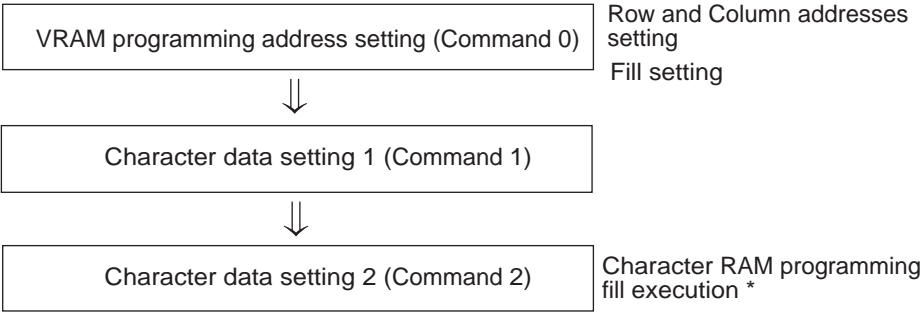 VRAM programming address setting (Command 0)
Row and Column addresses
setting
Fill setting
Character data setting 1 (Command 1)
Character data setting 2 (Command 2)
Character RAM programming
fill execution *